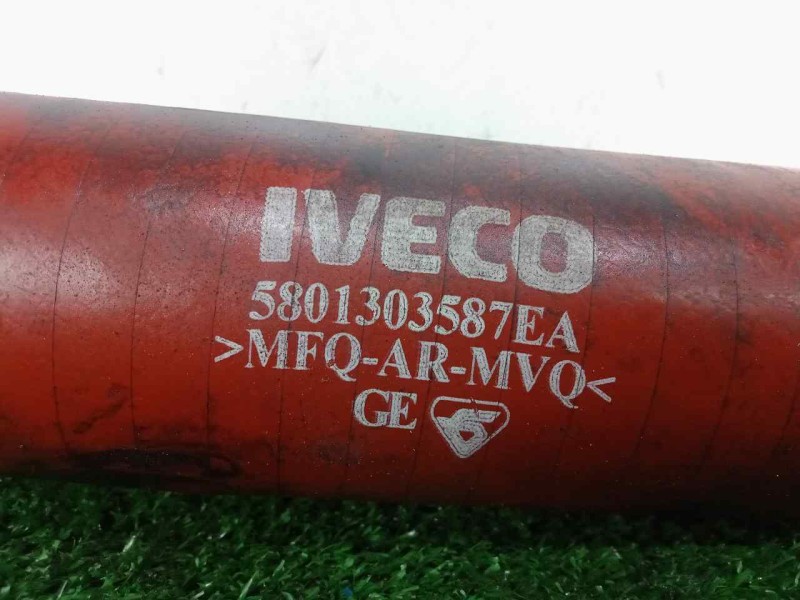 IVECO
5801303587EA
>MFQ-AR-MVQ<
GE